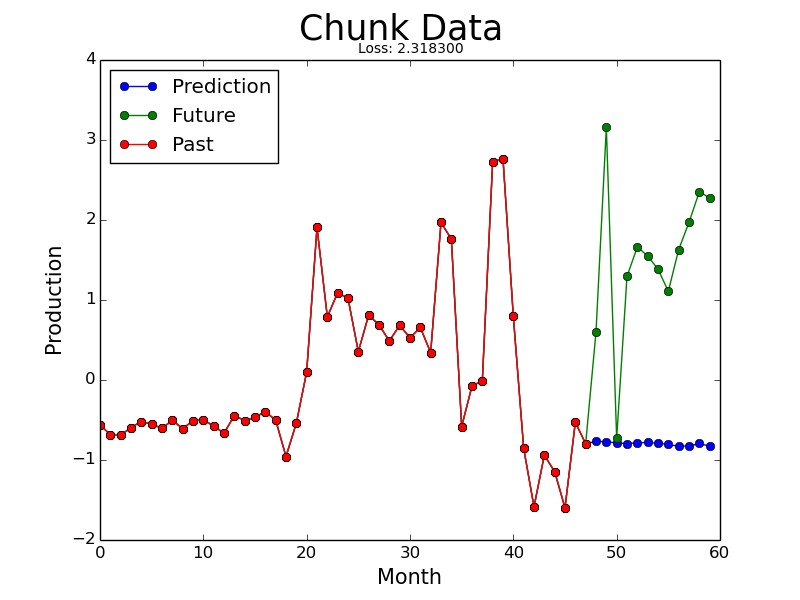 Chunk Data
Loss: 2.318300
Prediction
Future
Past
4
3
2
1
0
−1
−2
Production
0 10 20 30 40 50 60
Month